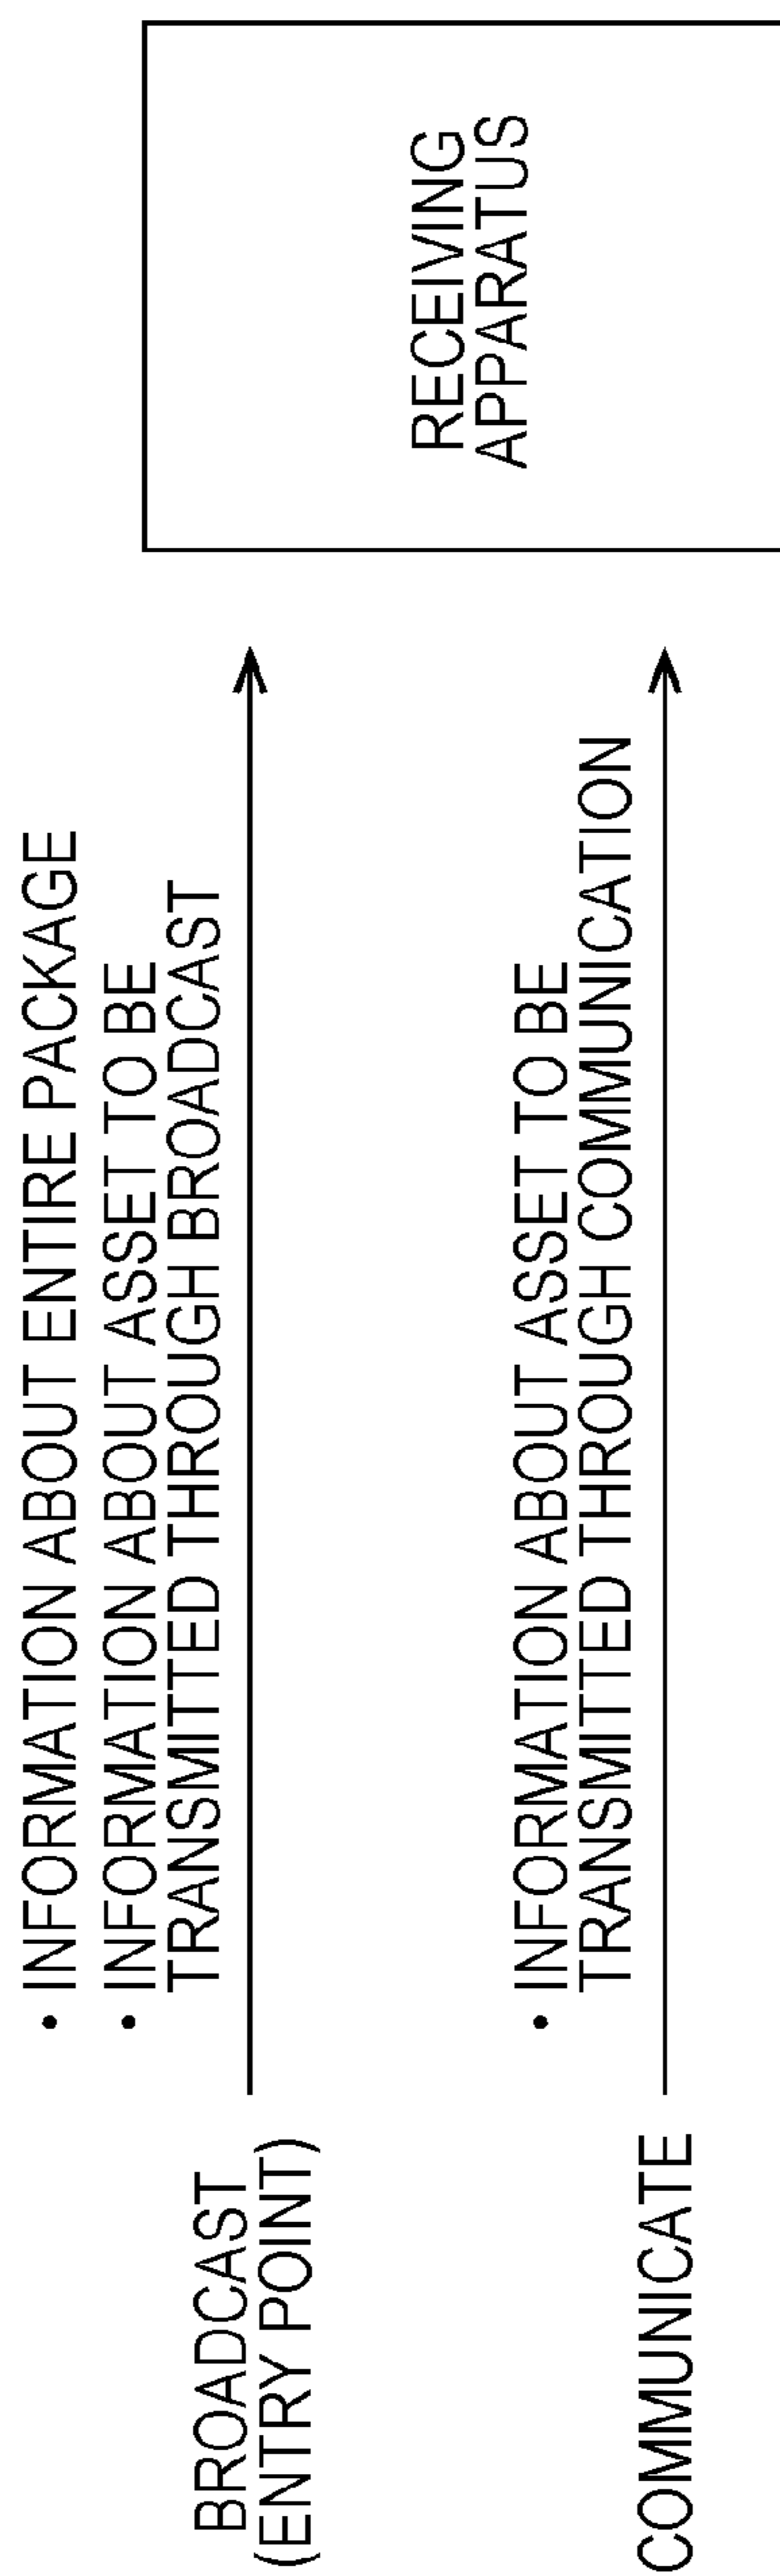 BROADCAST
(ENTRY POINT)
• INFORMATION ABOUT ENTIRE PACKAGE
• INFORMATION ABOUT ASSET TO BE
TRANSMITTED THROUGH BROADCAST
COMMUNICATE
• INFORMATION ABOUT ASSET TO BE
TRANSMITTED THROUGH COMMUNICATION
RECEIVING
APPARATUS